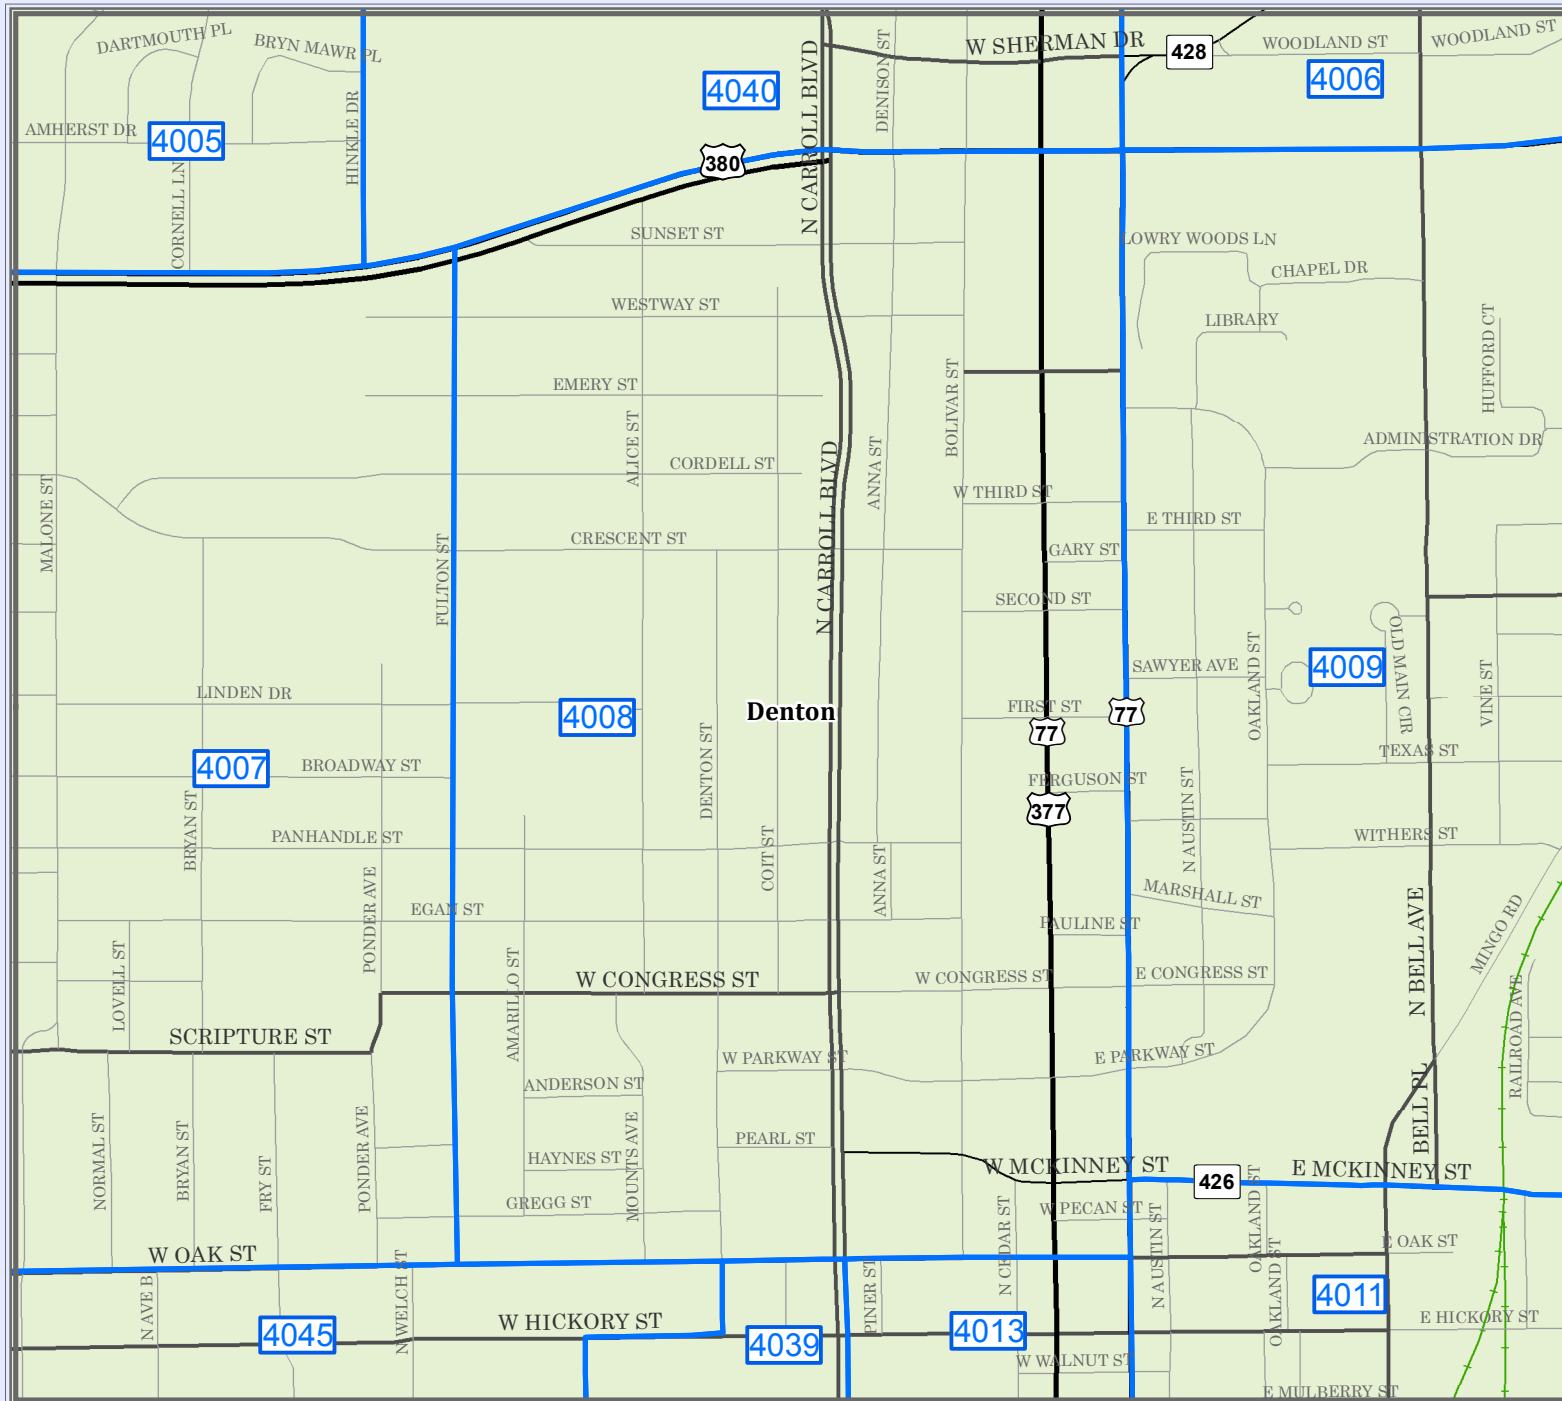 DARTMOUTH PL
BRYN MAWR PL
AMHERST DR
4005
CORNELL LN
HINKLE DR
4040
380
N CARROLL BLVD
DENISON ST
W SHERMAN DR
428
WOODLAND ST
WOODLAND ST
4006
SUNSET ST
LOWRY WOODS LN
CHAPEL DR
WESTWAY ST
LIBRARY
HUFFORD CT
EMERY ST
BOLIVAR ST
ALICE ST
CORDELL ST
N CARROLL BLVD
ANNA ST
ADMINISTRATION DR
MALONE ST
W THIRD ST
E THIRD ST
FULTON ST
CRESCENT ST
GARY ST
SECOND ST
OAKLAND ST
OLD MAIN CIR
SAWYER AVE
4009
VINE ST
LINDEN DR
4008
Denton
FIRST ST
77
77
DENTON ST
4007
BROADWAY ST
FERGUSON ST
377
N AUSTIN ST
TEXAS ST
BRYAN ST
PANHANDLE ST
COIT ST
ANNA ST
WITHERS ST
PONDER AVE
EGAN ST
MARSHALL ST
N BELL AVE
MINGO RD
PAULINE ST
LOVELL ST
AMARILLO ST
W CONGRESS ST
W CONGRESS ST
E CONGRESS ST
RAILROAD AVE
SCRIPTURE ST
W PARKWAY ST
E PARKWAY ST
ANDERSON ST
BELL PL
NORMAL ST
BRYAN ST
FRY ST
PONDER AVE
MOUNTS AVE
PEARL ST
HAYNES ST
W MCKINNEY ST
426
E MCKINNEY ST
GREGG ST
N CEDAR ST
W PECAN ST
N AUSTIN ST
OAKLAND ST
W OAK ST
E OAK ST
N AVE B
N WELCH ST
PINER ST
OAKLAND ST
4011
4045
W HICKORY ST
4039
4013
E HICKORY ST
W WALNUT ST
E MULBERRY ST